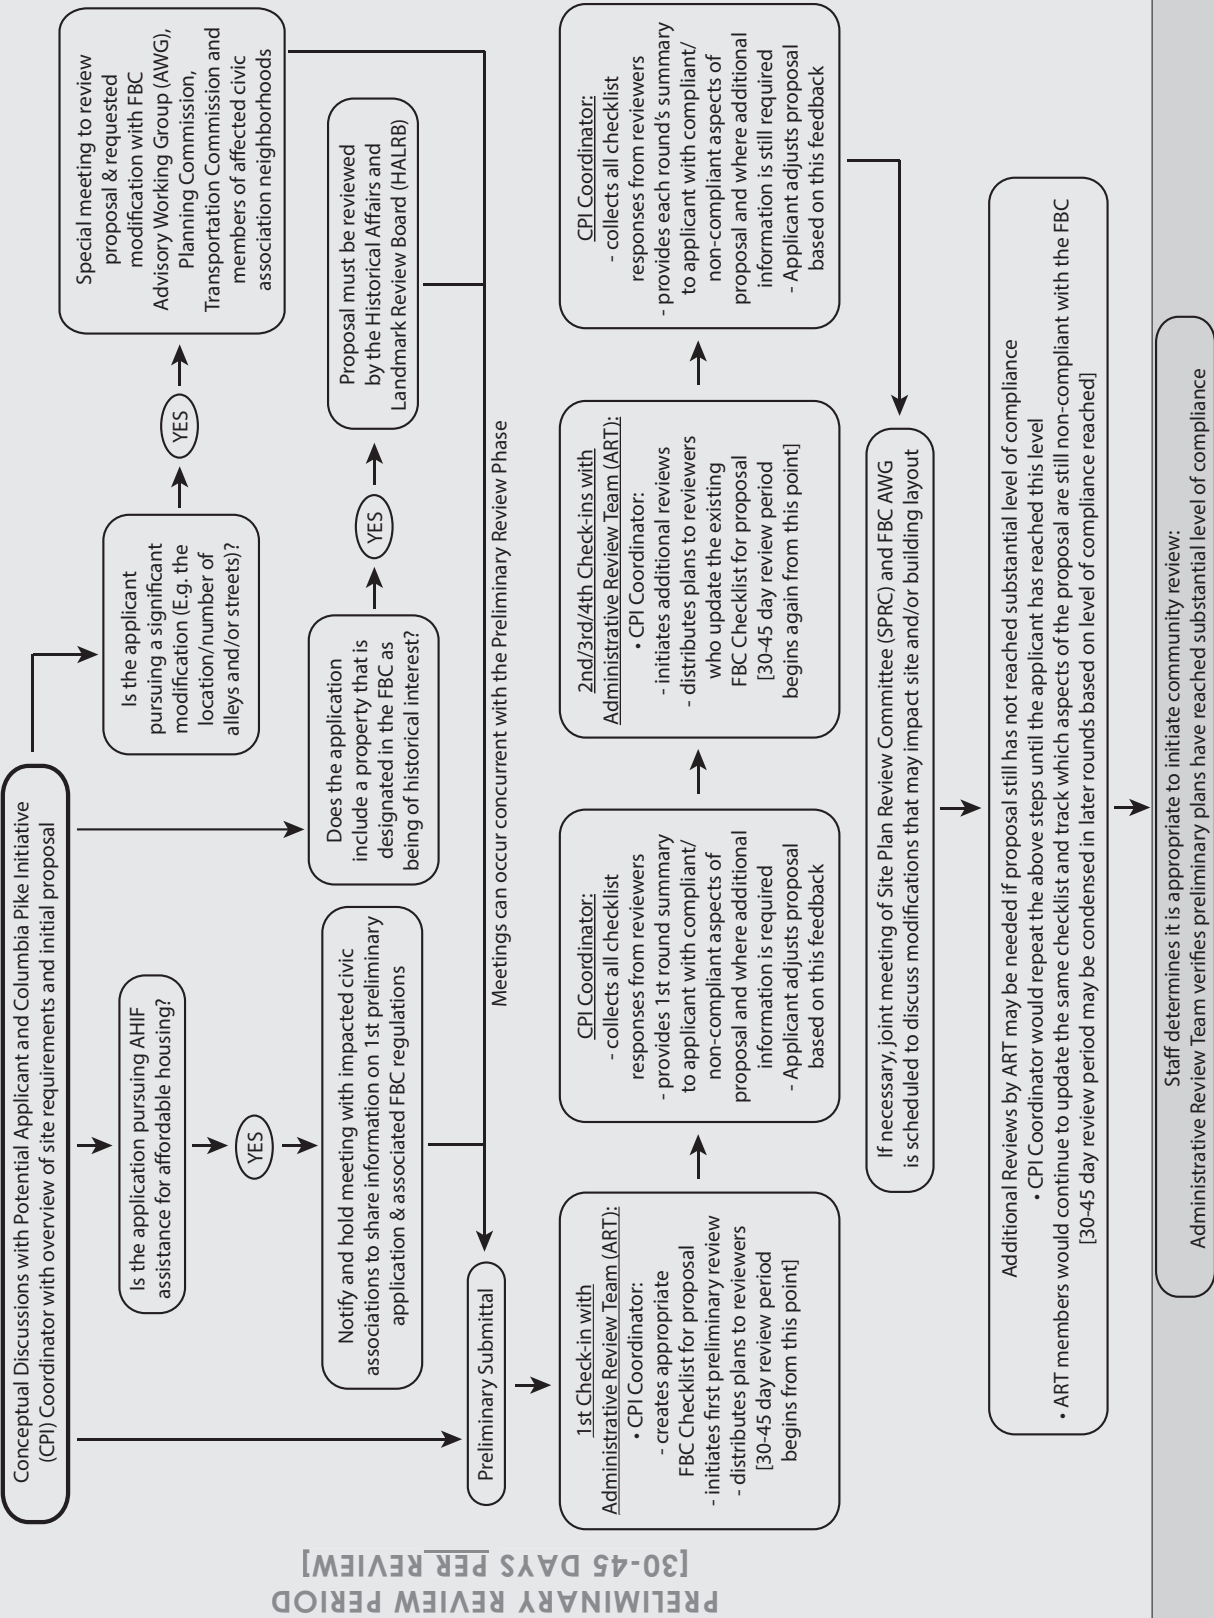 PRELIMINARY REVIEW PERIOD
[30-45 DAYS PER REVIEW]
Conceptual Discussions with Potential Applicant and Columbia Pike Initiative
(CPI) Coordinator with overview of site requirements and initial proposal
Is the application pursuing AHIF
assistance for affordable housing?
YES
Notify and hold meeting with impacted civic
associations to share information on 1st preliminary
application & associated FBC regulations
Does the application
include a property that is
designated in the FBC as
being of historical interest?
YES
Proposal must be reviewed
by the Historical Affairs and
Landmark Review Board (HALRB)
Is the applicant
pursuing a significant
modification (E.g. the
location/number of
alleys and/or streets)?
YES
Special meeting to review
proposal & requested
modification with FBC
Advisory Working Group (AWG),
Planning Commission,
Transportation Commission and
members of affected civic
association neighborhoods
Preliminary Submittal
Meetings can occur concurrent with the Preliminary Review Phase
1st Check-in with
Administrative Review Team (ART):
• CPI Coordinator:
- creates appropriate
FBC Checklist for proposal
- initiates first preliminary review
- distributes plans to reviewers
[30-45 day review period
begins from this point]
CPI Coordinator:
- collects all checklist
responses from reviewers
- provides 1st round summary
to applicant with compliant/
non-compliant aspects of
proposal and where additional
information is required
- Applicant adjusts proposal
based on this feedback
2nd/3rd/4th Check-ins with
Administrative Review Team (ART):
• CPI Coordinator:
- initiates additional reviews
- distributes plans to reviewers
who update the existing
FBC Checklist for proposal
[30-45 day review period
begins again from this point]
CPI Coordinator:
- collects all checklist
responses from reviewers
- provides each round's summary
to applicant with compliant/
non-compliant aspects of
proposal and where additional
information is still required
- Applicant adjusts proposal
based on this feedback
If necessary, joint meeting of Site Plan Review Committee (SPRC) and FBC AWG
is scheduled to discuss modifications that may impact site and/or building layout
Additional Reviews by ART may be needed if proposal still has not reached substantial level of compliance
• CPI Coordinator would repeat the above steps until the applicant has reached this level
• ART members would continue to update the same checklist and track which aspects of the proposal are still non-compliant with the FBC
[30-45 day review period may be condensed in later rounds based on level of compliance reached]
Staff determines it is appropriate to initiate community review:
Administrative Review Team verifies preliminary plans have reached substantial level of compliance